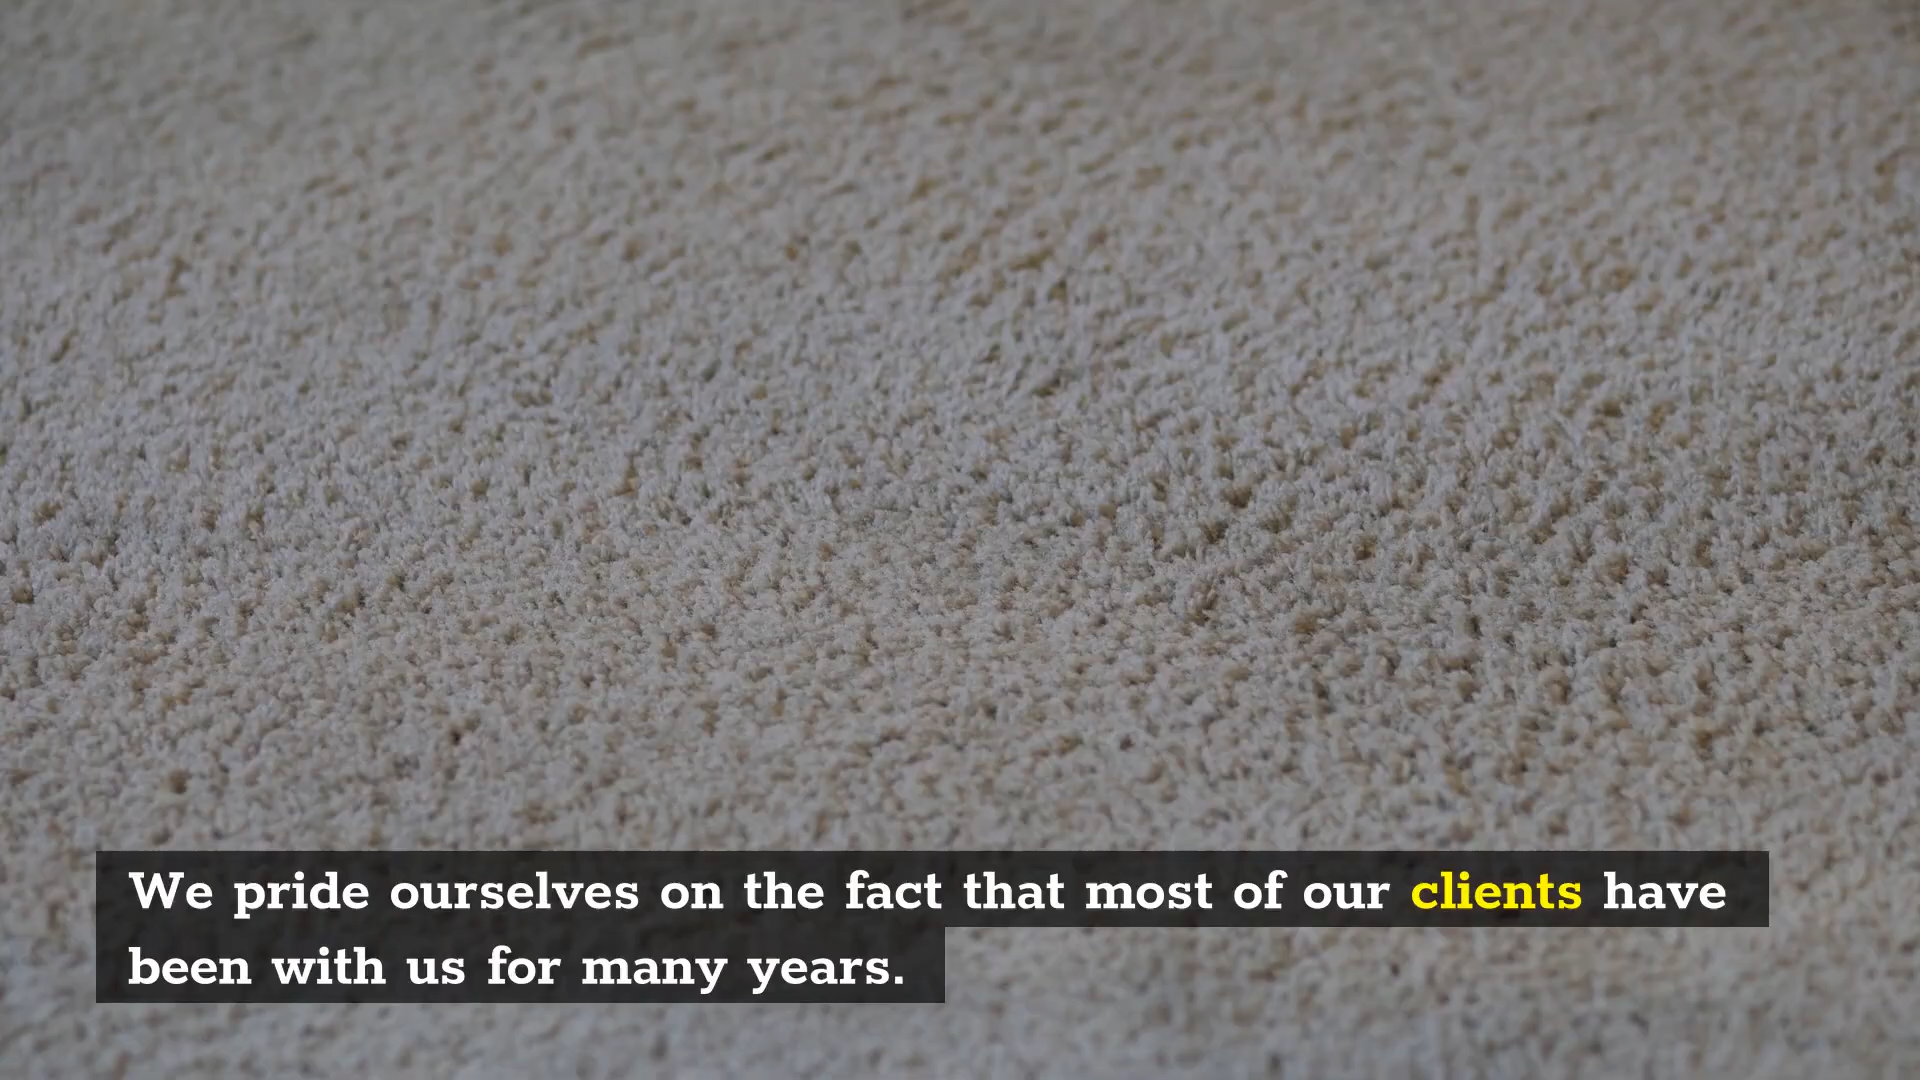 We pride ourselves on the fact that most of our clients have
been with us for many years.